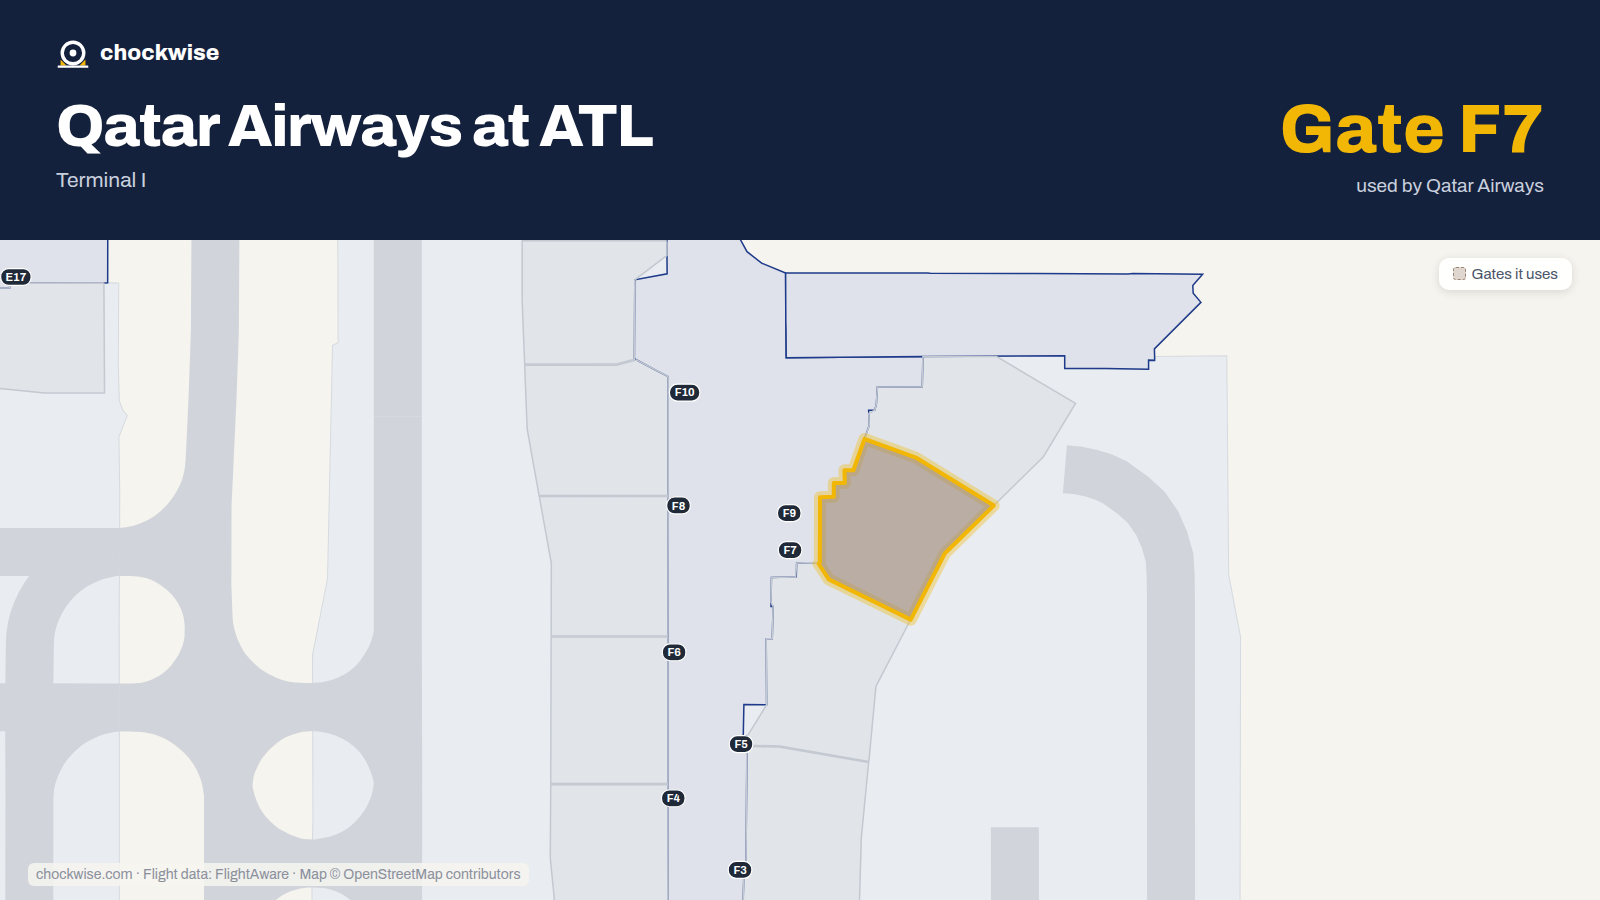 chockwise
Qatar Airways at ATL
Terminal I
Gate F7
used by Qatar Airways
Gates it uses
E17
F10
F8
F9
F7
F6
F5
F4
F3
chockwise.com · Flight data: FlightAware · Map © OpenStreetMap contributors